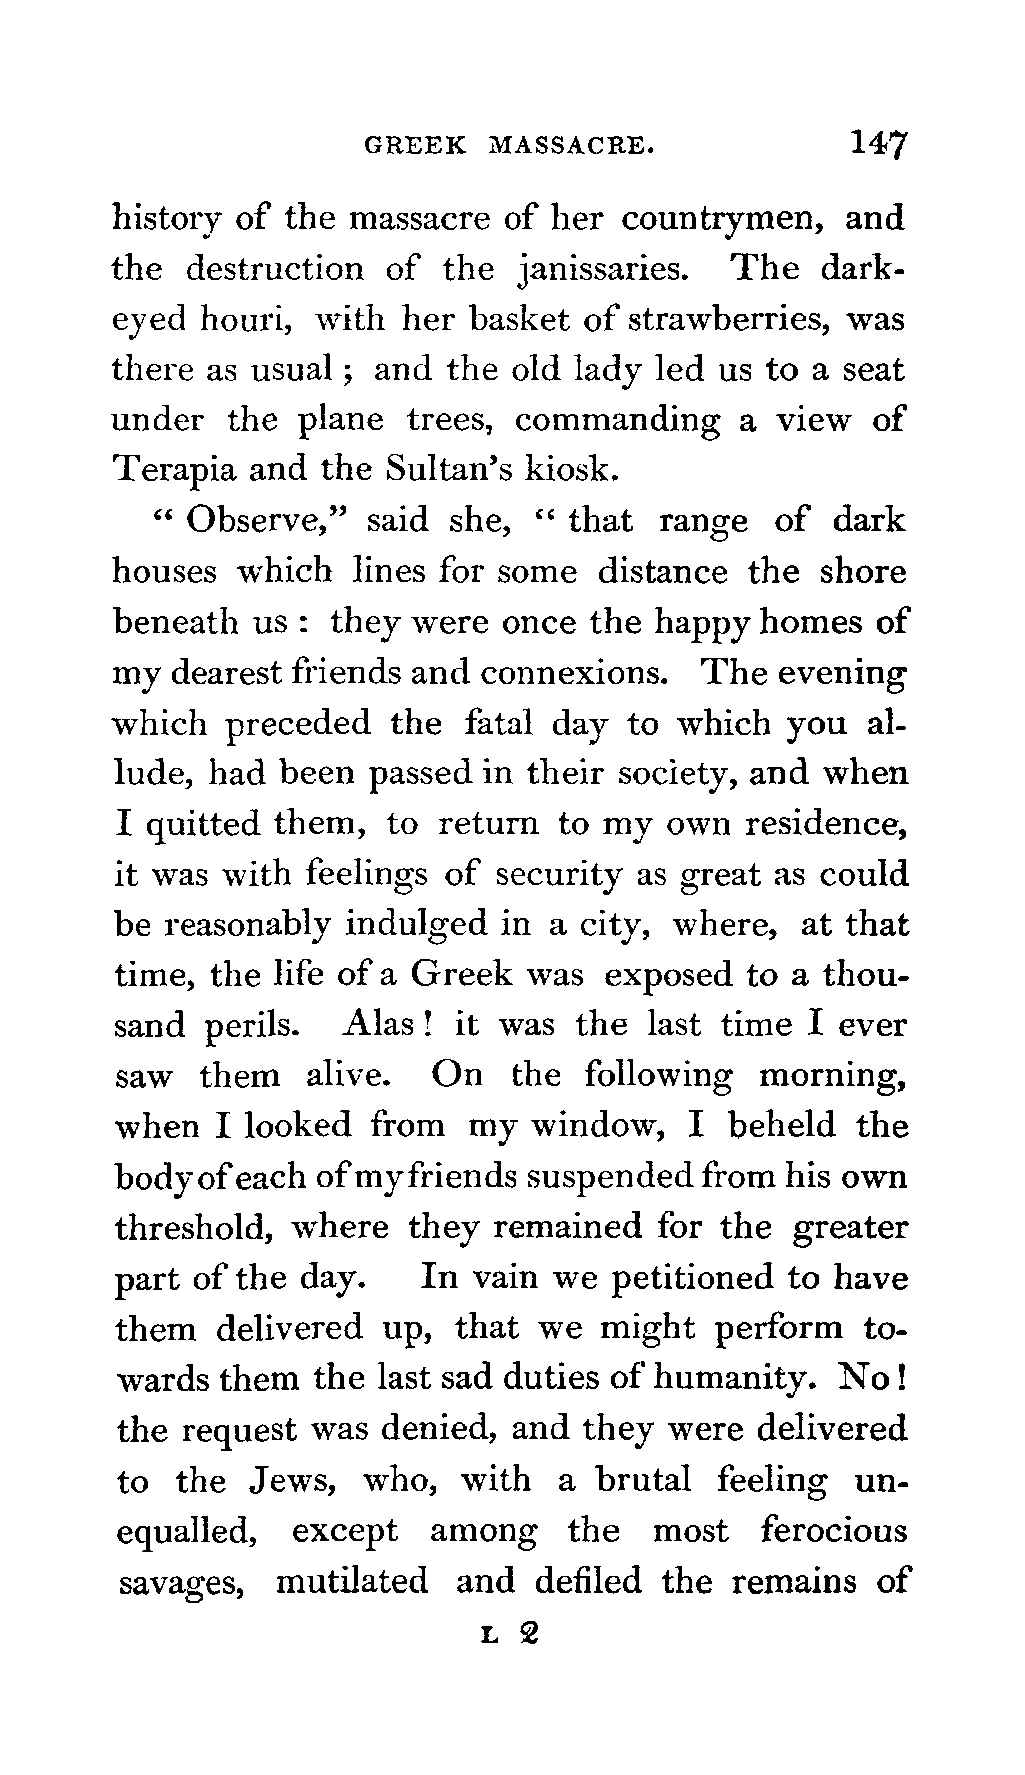 GREEK MASSACRE. 147
history of the massacre of her countrymen, and
the destruction of the janissaries. The dark-
eyed houri, with her basket of strawberries, was
there as usual ; and the old lady led us to a seat
under the plane trees, commanding a view of
Terapia and the Sultan's kiosk.
“ Observe,” said she, “ that range of dark
houses which lines for some distance the shore
beneath us : they were once the happy homes of
my dearest friends and connexions. The evening
which preceded the fatal day to which you al-
lude, had been passed in their society, and when
I quitted them, to return to my own residence,
it was with feelings of security as great as could
be reasonably indulged in a city, where, at that
time, the life of a Greek was exposed to a thou-
sand perils. Alas ! it was the last time I ever
saw them alive. On the following morning,
when I looked from my window, I beheld the
body of each of my friends suspended from his own
threshold, where they remained for the greater
part of the day. In vain we petitioned to have
them delivered up, that we might perform to-
wards them the last sad duties of humanity. No !
the request was denied, and they were delivered
to the Jews, who, with a brutal feeling un-
equalled, except among the most ferocious
savages, mutilated and defiled the remains of
L 2